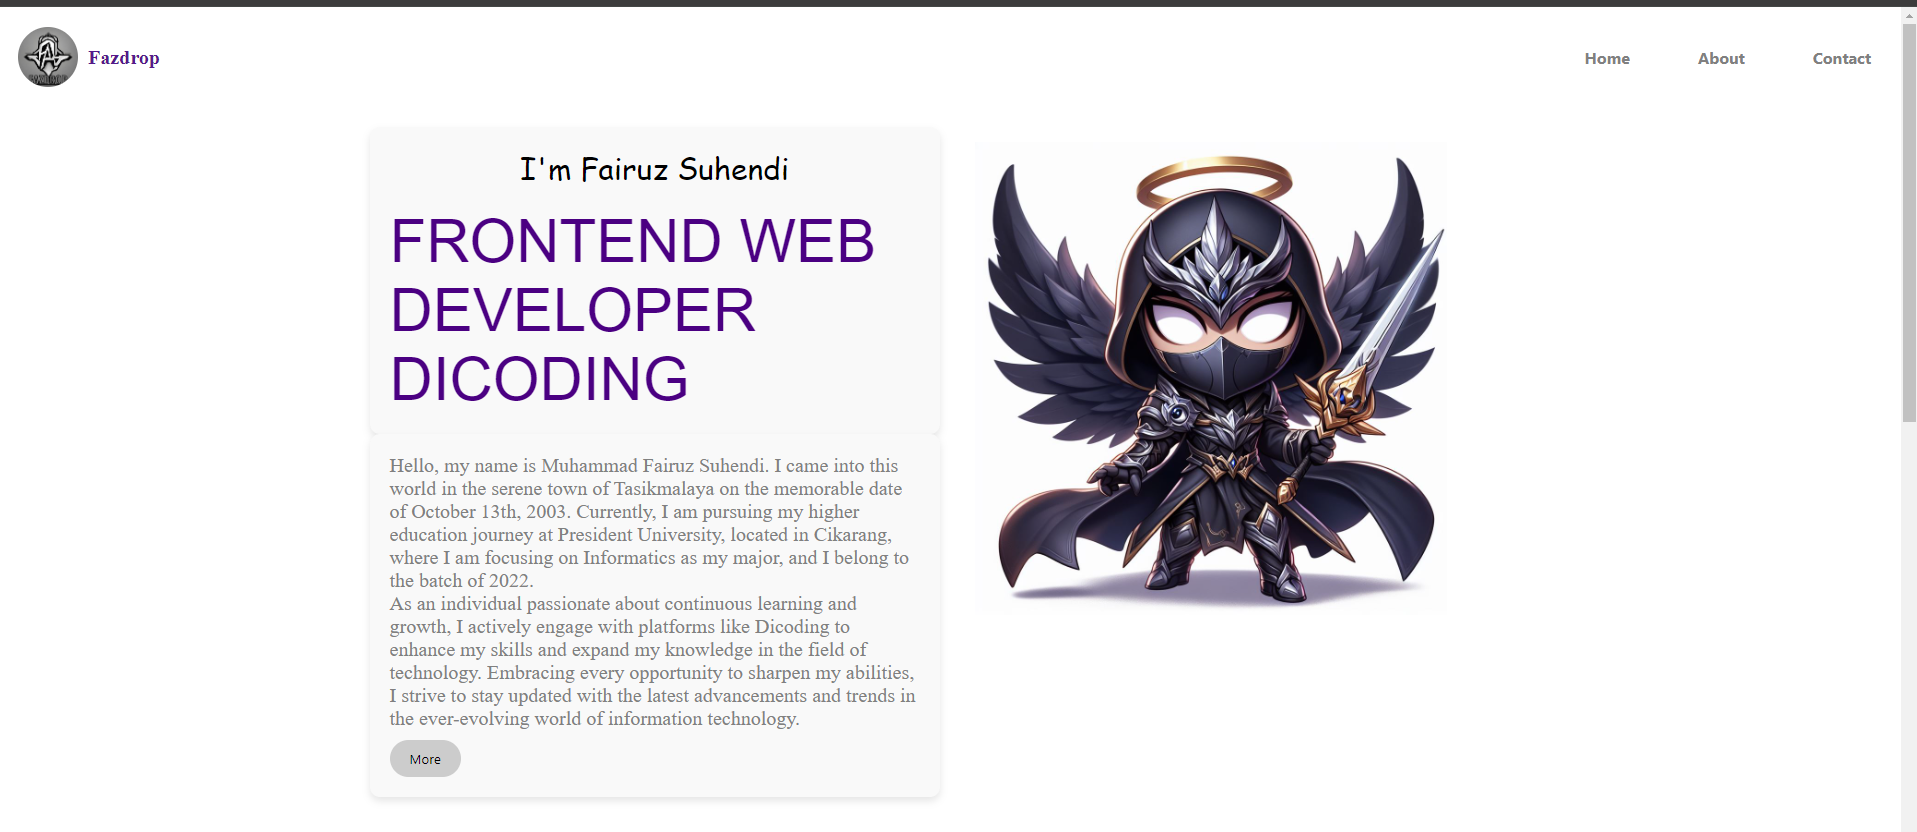 Fazdrop
Home
About
Contact
I'm Fairuz Suhendi
FRONTEND WEB
DEVELOPER
DICODING
Hello, my name is Muhammad Fairuz Suhendi. I came into this
world in the serene town of Tasikmalaya on the memorable date
of October 13th, 2003. Currently, I am pursuing my higher
education journey at President University, located in Cikarang,
where I am focusing on Informatics as my major, and I belong to
the batch of 2022.
As an individual passionate about continuous learning and
growth, I actively engage with platforms like Dicoding to
enhance my skills and expand my knowledge in the field of
technology. Embracing every opportunity to sharpen my abilities,
I strive to stay updated with the latest advancements and trends in
the ever-evolving world of information technology.
More